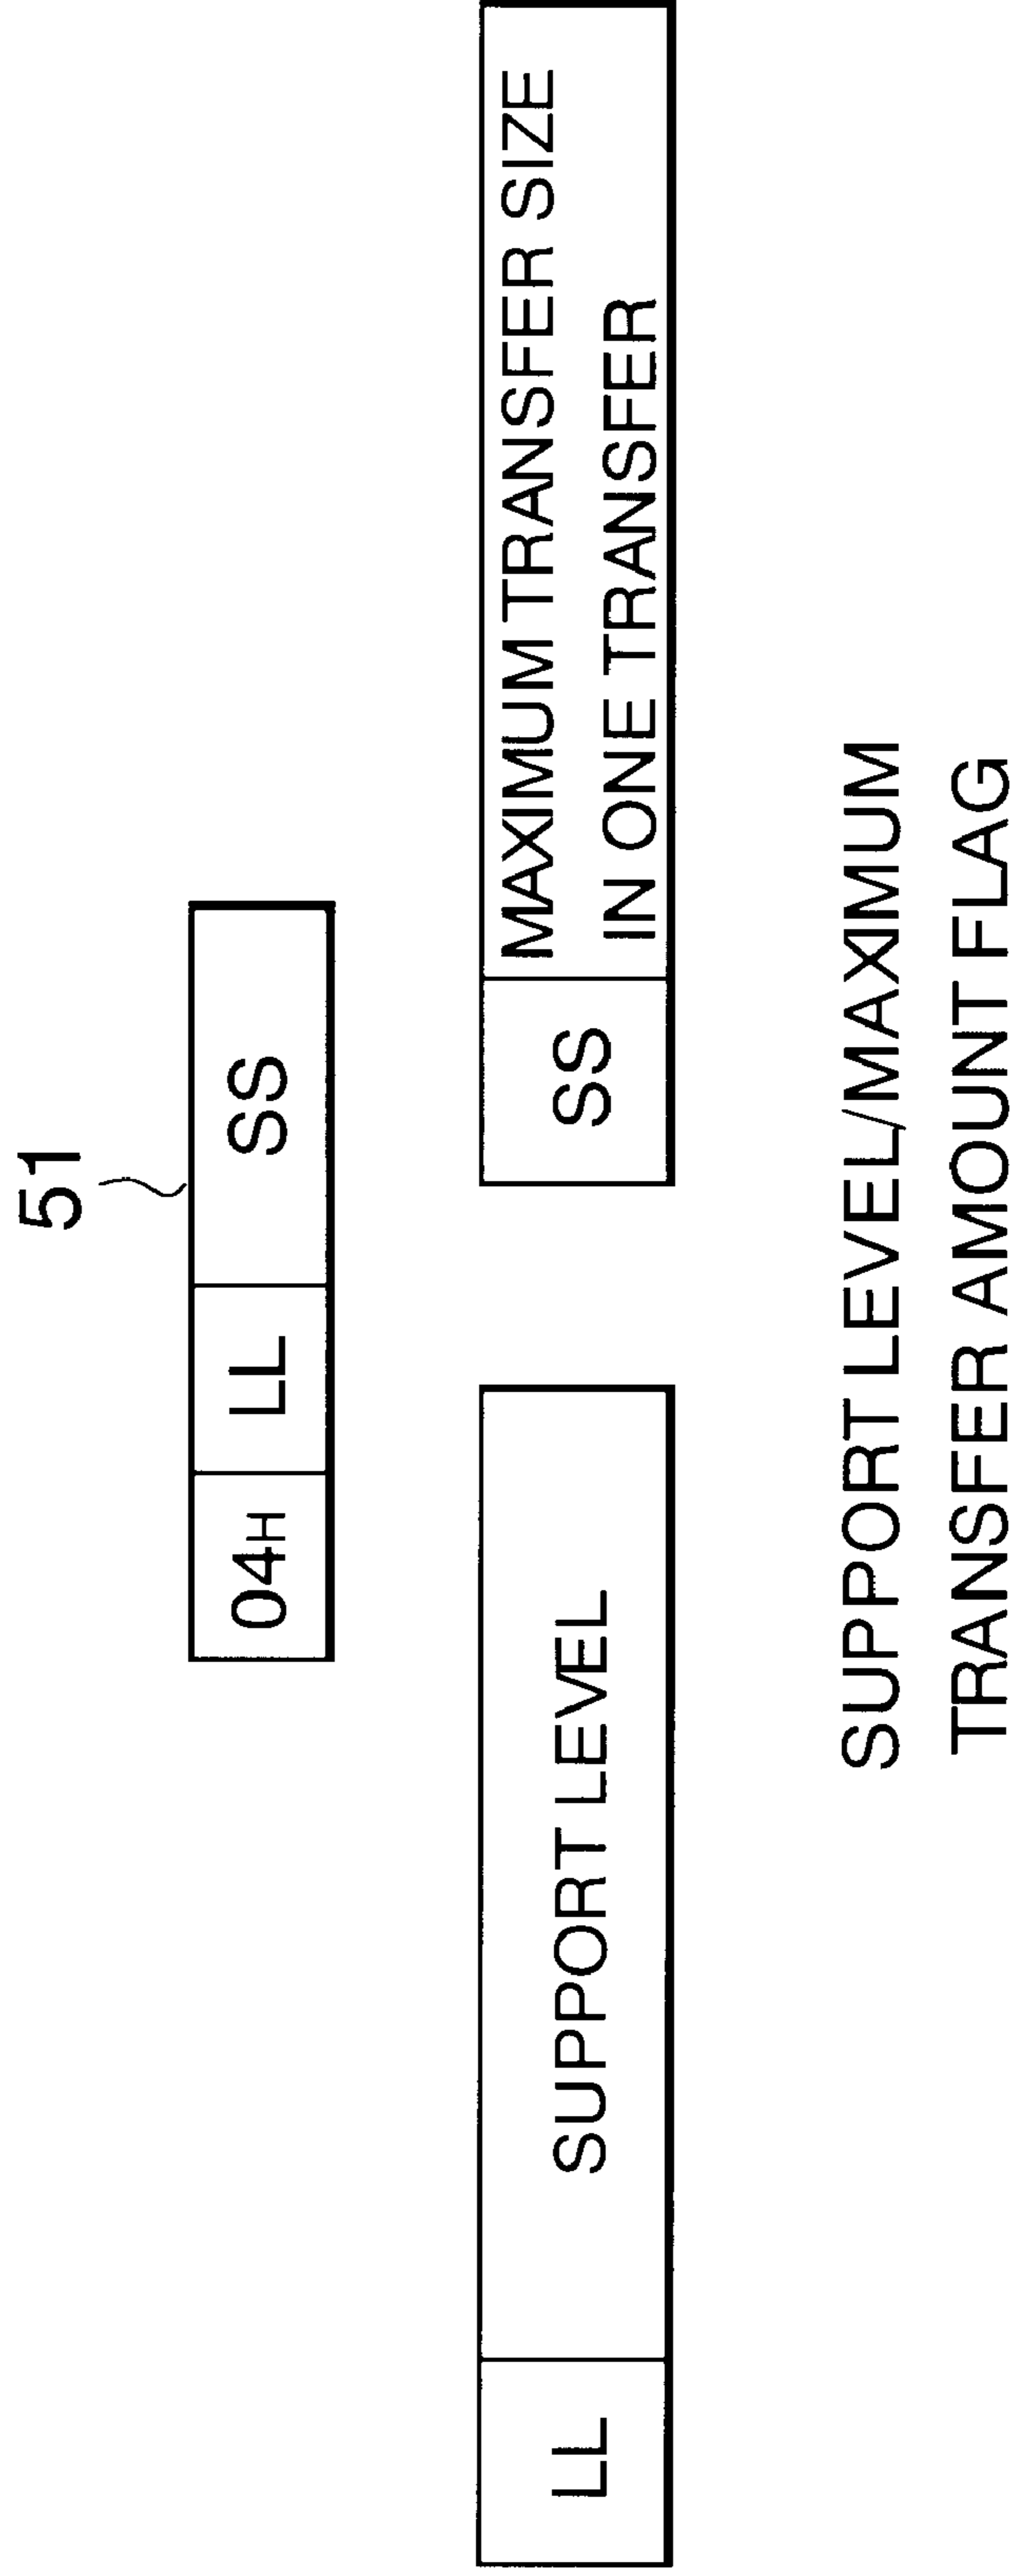 51
04H LL SS
LL SUPPORT LEVEL
SS MAXIMUM TRANSFER SIZE
IN ONE TRANSFER
SUPPORT LEVEL/MAXIMUM
TRANSFER AMOUNT FLAG